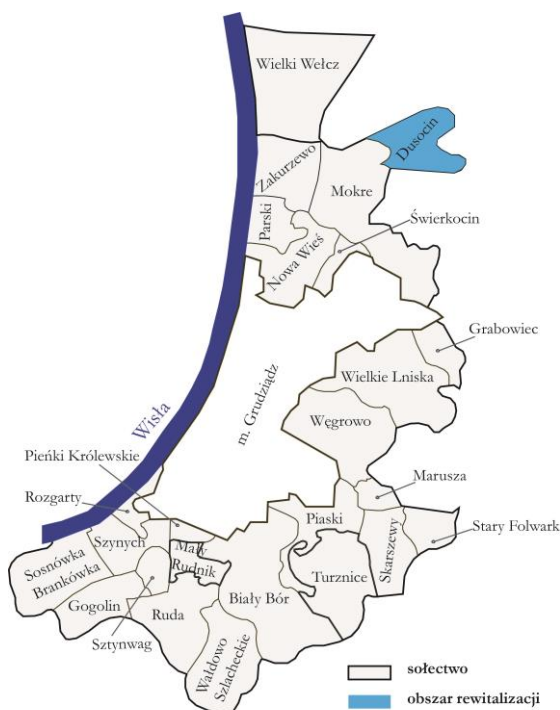 Wielki Wełcz
Dusocin
Zakurzewo
Mokre
Parski
Świerkocin
Nowa Wieś
Grabowiec
Wielkie Lniska
m. Grudziądz
Węgrowo
Wisła
Pieńki Królewskie
Marusza
Rozgarty
Piaski
Stary Folwark
Szynych
Mały
Rudnik
Skarszewy
Sosnówka
Brankówka
Turznice
Gogolin
Ruda
Biały Bór
Sztynwag
Wałdowo
Szlacheckie
sołectwo
obszar rewitalizacji